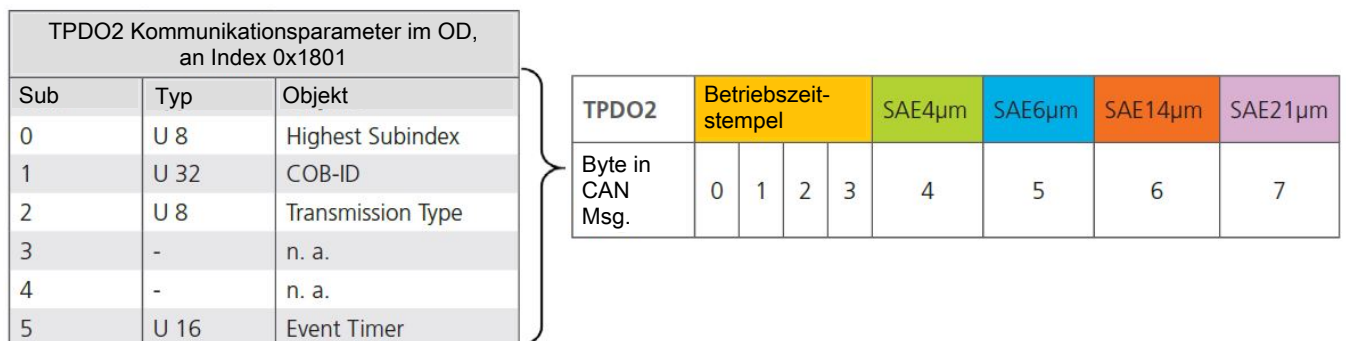 TPDO2 Kommunikationsparameter im OD,
an Index 0x1801
Sub Typ Objekt
0 U 8 Highest Subindex
1 U 32 COB-ID
2 U 8 Transmission Type
3 - n. a.
4 - n. a.
5 U 16 Event Timer
TPDO2 Betriebszeit-
stempel SAE4µm SAE6µm SAE14µm SAE21µm
Byte in
CAN 0 1 2 3 4 5 6 7
Msg.